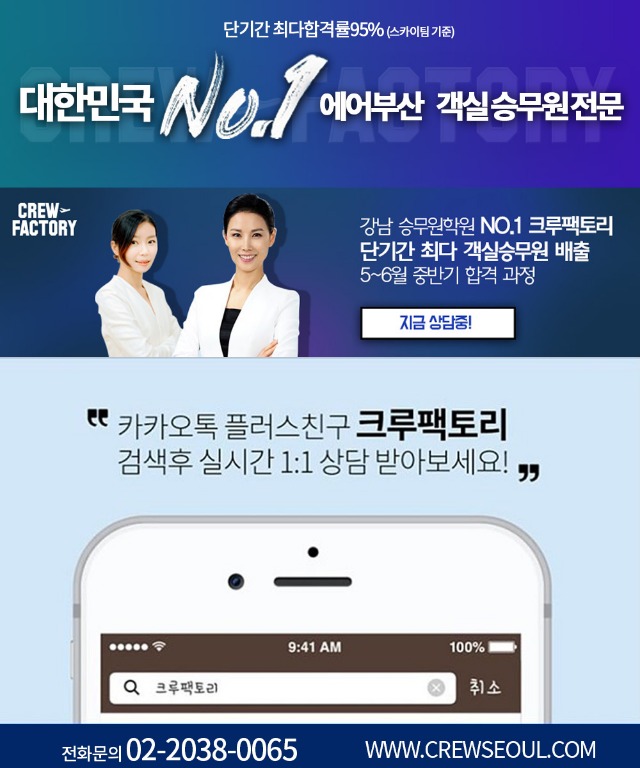 단기간 최다합격률95% (스카이팀 기준)
CREW FACTORY
대한민국 No.1 에어부산 객실승무원전문
CREW
FACTORY
강남 승무원학원 NO.1 크루팩토리
단기간 최다 객실승무원 배출
5~6월 중반기 합격 과정
지금 상담중!
❝ 카카오톡 플러스친구 크루팩토리
검색후 실시간 1:1 상담 받아보세요! ❞
9:41 AM 100%
크루팩토리 취소
전화문의 02-2038-0065 WWW.CREWSEOUL.COM